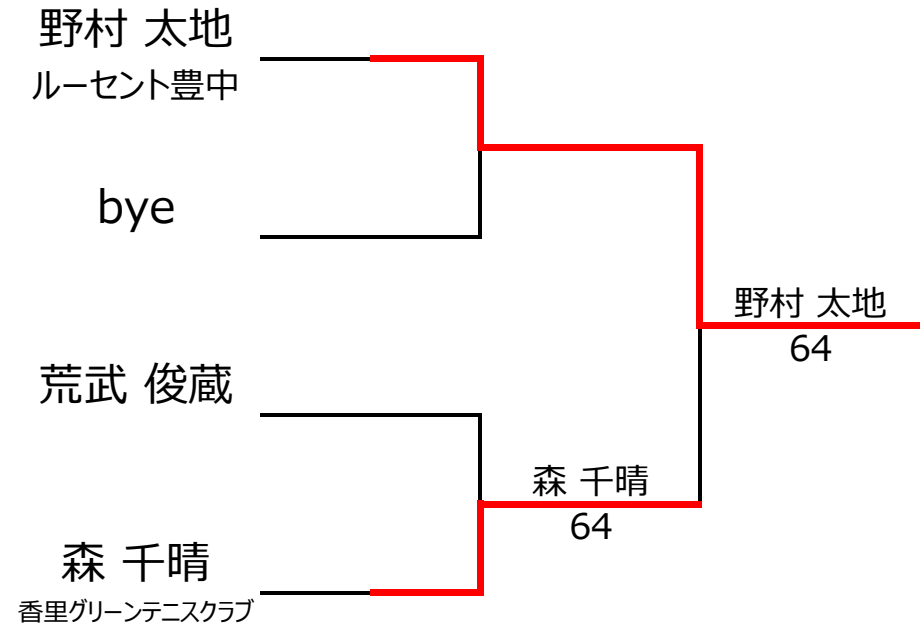 野村 太地
ルーセント豊中
bye
野村 太地
64
荒武 俊蔵
森 千晴
64
森 千晴
香里グリーンテニスクラブ